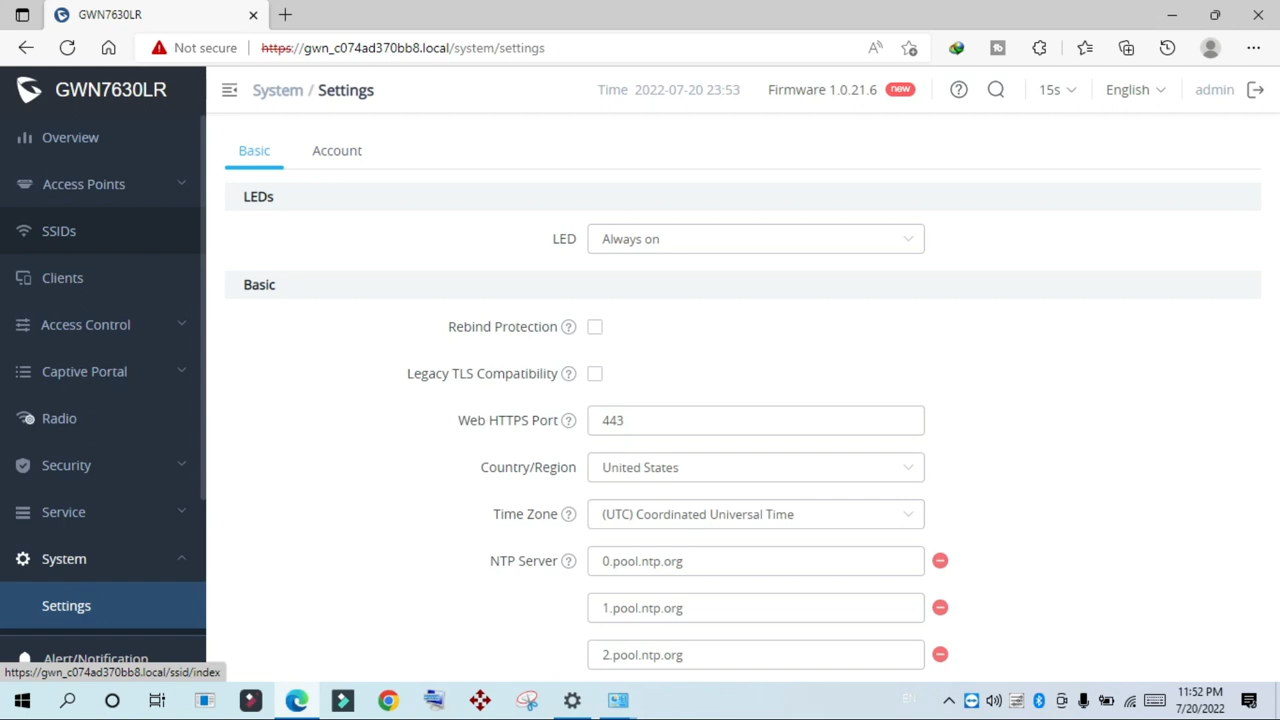 GWN7630LR
Not secure https://gwn_c074ad370bb8.local/system/settings
GWN7630LR
System / Settings
Time 2022-07-20 23:53
Firmware 1.0.21.6 new
15s
English
admin
Overview
Access Points
SSIDs
Clients
Access Control
Captive Portal
Radio
Security
Service
System
Settings
Alert/Notification
https://gwn_c074ad370bb8.local/ssid/index
Basic Account
LEDs
LED Always on
Basic
Rebind Protection
Legacy TLS Compatibility
Web HTTPS Port 443
Country/Region United States
Time Zone (UTC) Coordinated Universal Time
NTP Server 0.pool.ntp.org
1.pool.ntp.org
2.pool.ntp.org
11:52 PM
7/20/2022